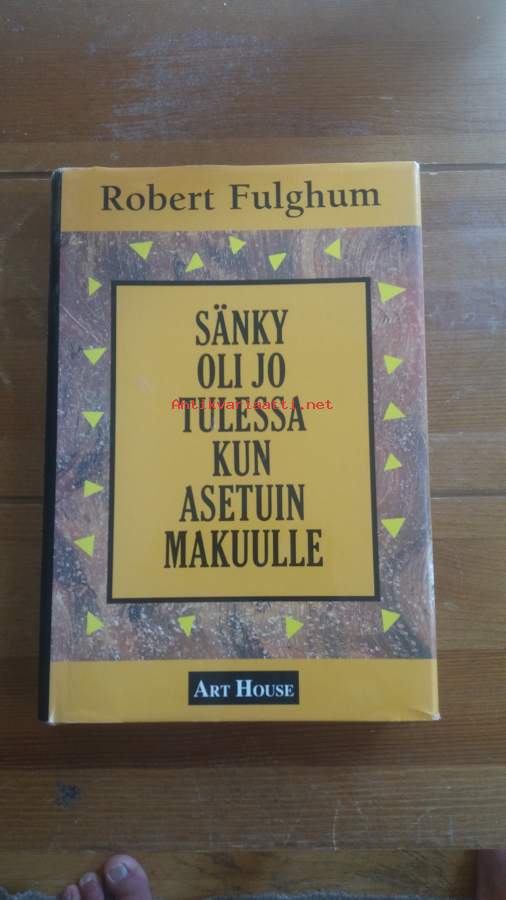 Robert Fulghum
SÄNKY
OLI JO
Antikvariaatti.net
TULESSA
KUN
ASETUIN
MAKUULLE
ART HOUSE